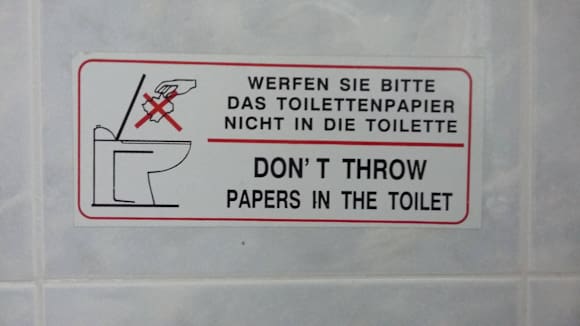 WERFEN SIE BITTE
DAS TOILETTENPAPIER
NICHT IN DIE TOILETTE
DON'T THROW
PAPERS IN THE TOILET